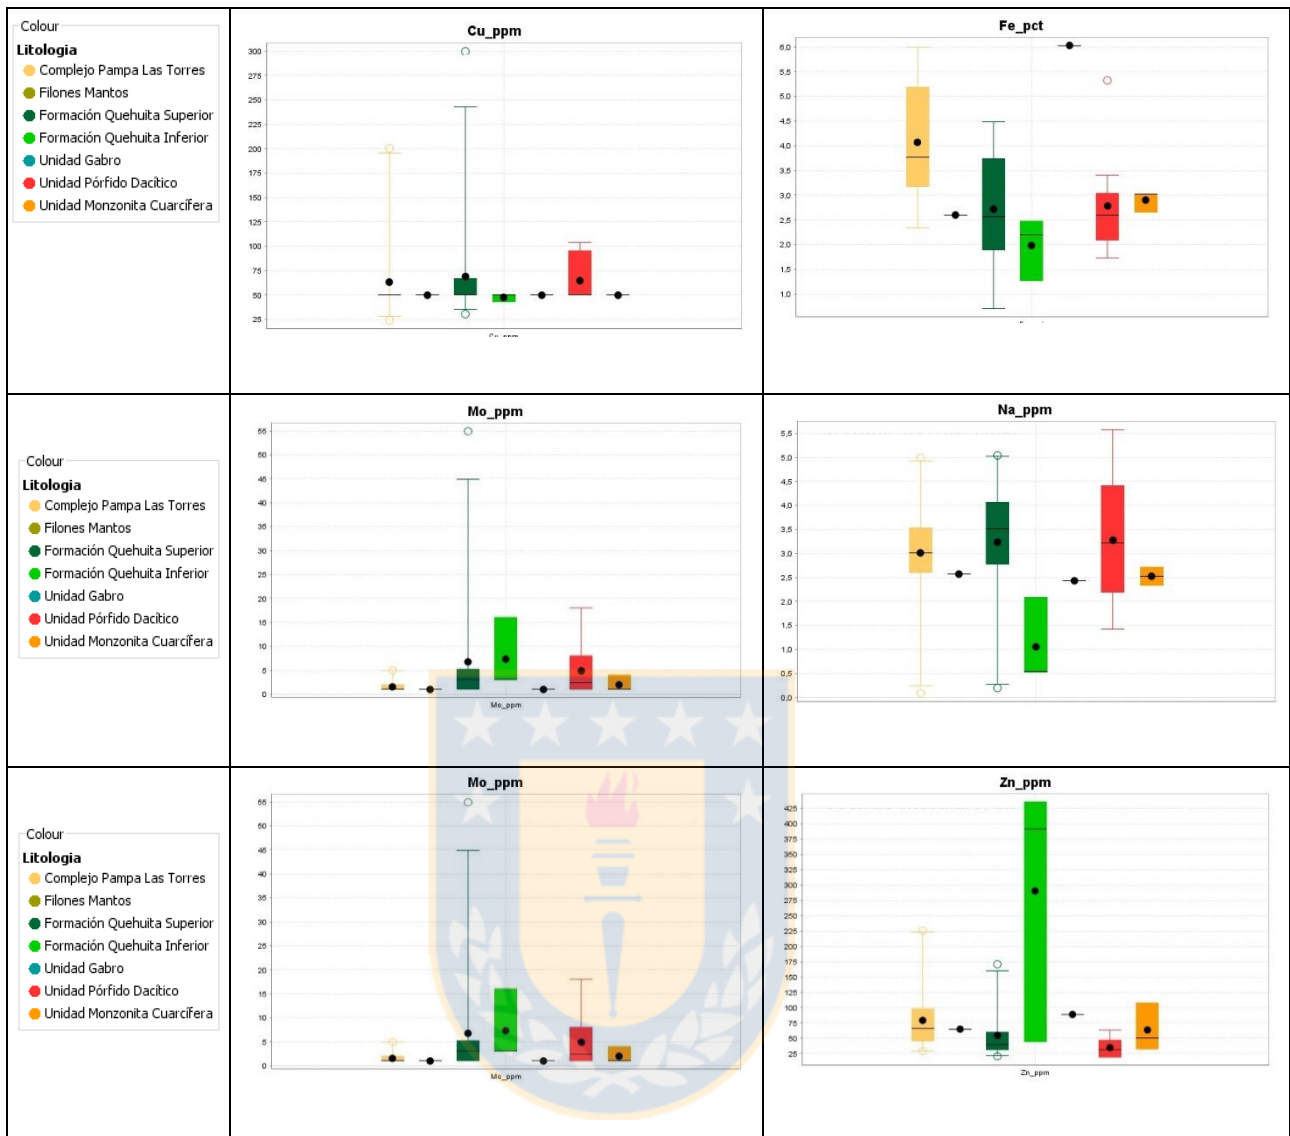 Colour
Litologia
Complejo Pampa Las Torres
Filones Mantos
Formación Quehuita Superior
Formación Quehuita Inferior
Unidad Gabro
Unidad Pórfido Dacítico
Unidad Monzonita Cuarcífera
Cu_ppm
300
275
250
225
200
175
150
125
100
75
50
25
Fe_pct
6,0
5,5
5,0
4,5
4,0
3,5
3,0
2,5
2,0
1,5
1,0
Colour
Litologia
Complejo Pampa Las Torres
Filones Mantos
Formación Quehuita Superior
Formación Quehuita Inferior
Unidad Gabro
Unidad Pórfido Dacítico
Unidad Monzonita Cuarcífera
Mo_ppm
55
50
45
40
35
30
25
20
15
10
5
0
Mo_ppm
Na_ppm
5,5
5,0
4,5
4,0
3,5
3,0
2,5
2,0
1,5
1,0
0,5
0,0
Colour
Litologia
Complejo Pampa Las Torres
Filones Mantos
Formación Quehuita Superior
Formación Quehuita Inferior
Unidad Gabro
Unidad Pórfido Dacítico
Unidad Monzonita Cuarcífera
Mo_ppm
55
50
45
40
35
30
25
20
15
10
5
0
Mo_ppm
Zn_ppm
425
400
375
350
325
300
275
250
225
200
175
150
125
100
75
50
25
Zn_ppm